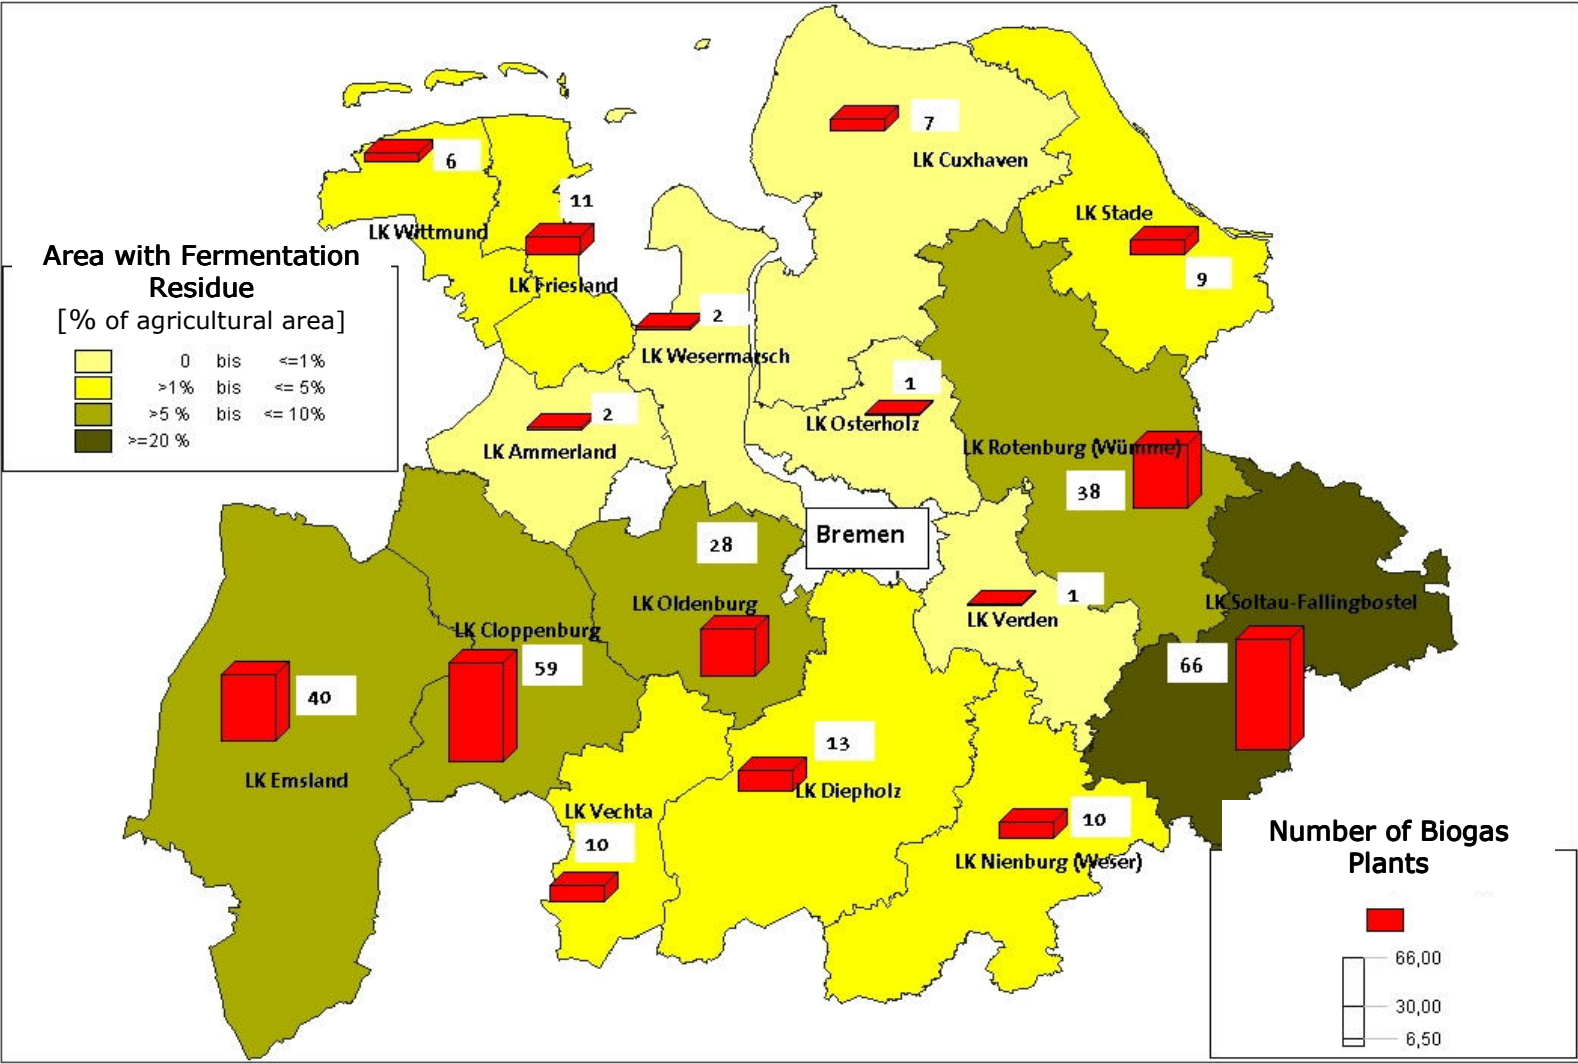 7
LK Cuxhaven
6
11
LK Wittmund
LK Stade
9
LK Friesland
Area with Fermentation
Residue
[% of agricultural area]
0 bis <=1%
>1% bis <= 5%
>5 % bis <= 10%
>=20 %
2
LK Wesermarsch
1
LK Osterholz
2
LK Ammerland
LK Rotenburg (Wümme)
38
Bremen
28
LK Oldenburg
1
LK Verden
LK Soltau-Fallingbostel
66
LK Cloppenburg
59
40
LK Emsland
13
LK Diepholz
LK Vechta
10
10
LK Nienburg (Weser)
Number of Biogas
Plants
66,00
30,00
6,50